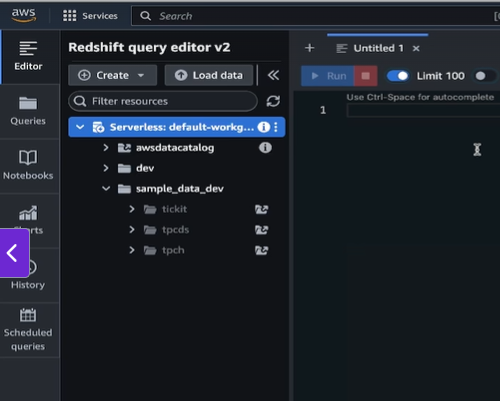 aws
Services
Search
Redshift query editor v2
Editor
Queries
Notebooks
Charts
History
Scheduled
queries
Create
Load data
Filter resources
Serverless: default-workg...
awsdatacatalog
dev
sample_data_dev
tickit
tpcds
tpch
+
Untitled 1
Run
Limit 100
Use Ctrl-Space for autocomplete
1